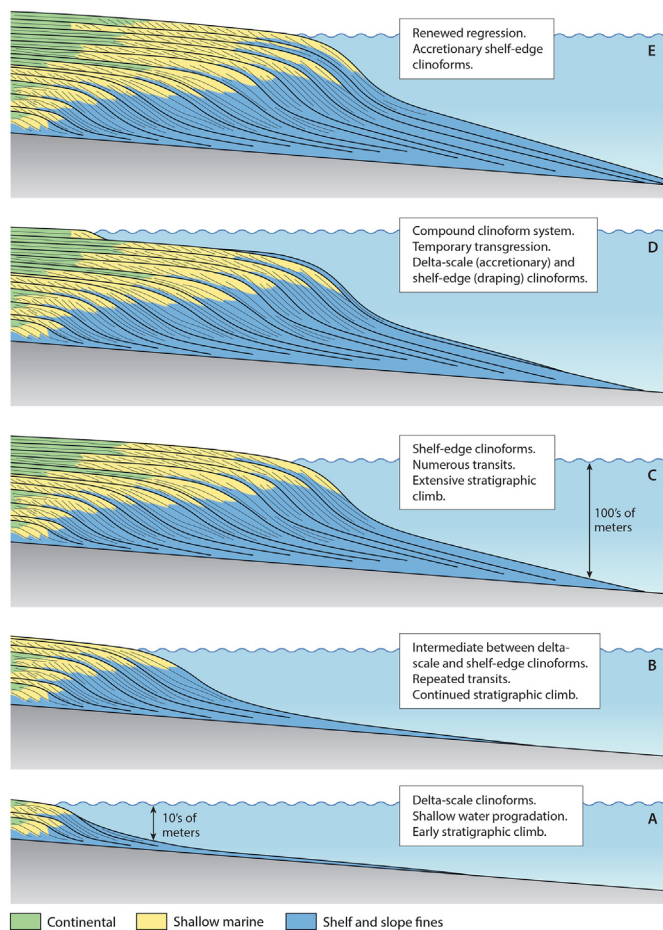 Renewed regression.
Accretionary shelf-edge
clinoforms.
E
Compound clinoform system.
Temporary transgression.
Delta-scale (accretionary) and
shelf-edge (draping) clinoforms.
D
Shelf-edge clinoforms.
Numerous transits.
Extensive stratigraphic
climb.
C
100's of
meters
Intermediate between delta-
scale and shelf-edge clinoforms.
Repeated transits.
Continued stratigraphic climb.
B
Delta-scale clinoforms.
Shallow water progradation.
Early stratigraphic climb.
A
10's of
meters
Continental
Shallow marine
Shelf and slope fines